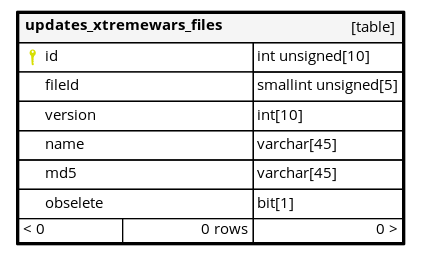 updates_xtremewars_files [table]
id int unsigned[10]
fileId smallint unsigned[5]
version int[10]
name varchar[45]
md5 varchar[45]
obselete bit[1]
< 0 0 rows 0 >